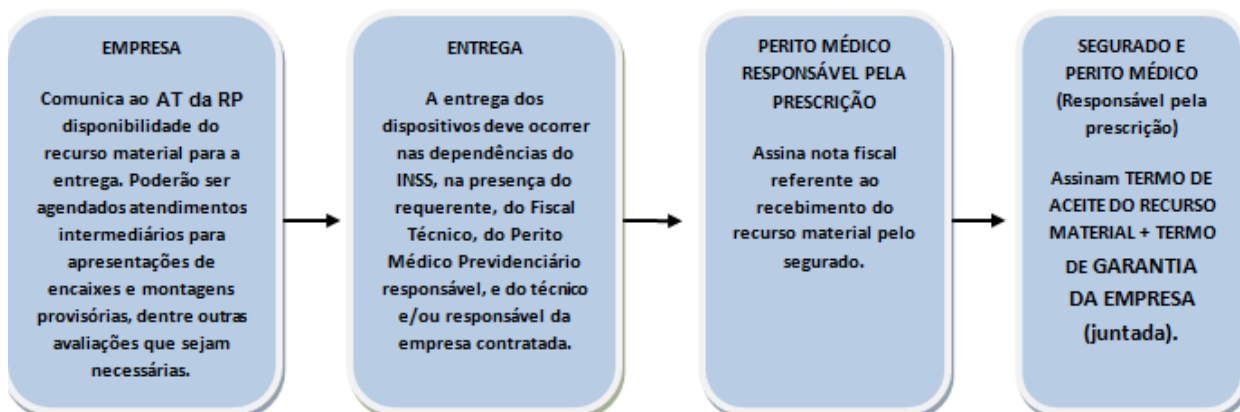 EMPRESA
Comunica ao AT da RP
disponibilidade do
recurso material para a
entrega. Poderão ser
agendados atendimentos
intermediários para
apresentações de
encaixes e montagens
provisórias, dentre outras
avaliações que sejam
necessárias.
ENTREGA
A entrega dos
dispositivos deve ocorrer
nas dependências do
INSS, na presença do
requerente, do Fiscal
Técnico, do Perito
Médico Previdenciário
responsável, e do técnico
e/ou responsável da
empresa contratada.
PERITO MÉDICO
RESPONSÁVEL PELA
PRESCRIÇÃO
Assina nota fiscal
referente ao
recebimento do
recurso material pelo
segurado.
SEGURADO E
PERITO MÉDICO
(Responsável pela
prescrição)
Assinam TERMO DE
ACEITE DO RECURSO
MATERIAL + TERMO
DE GARANTIA
DA EMPRESA
(juntada).